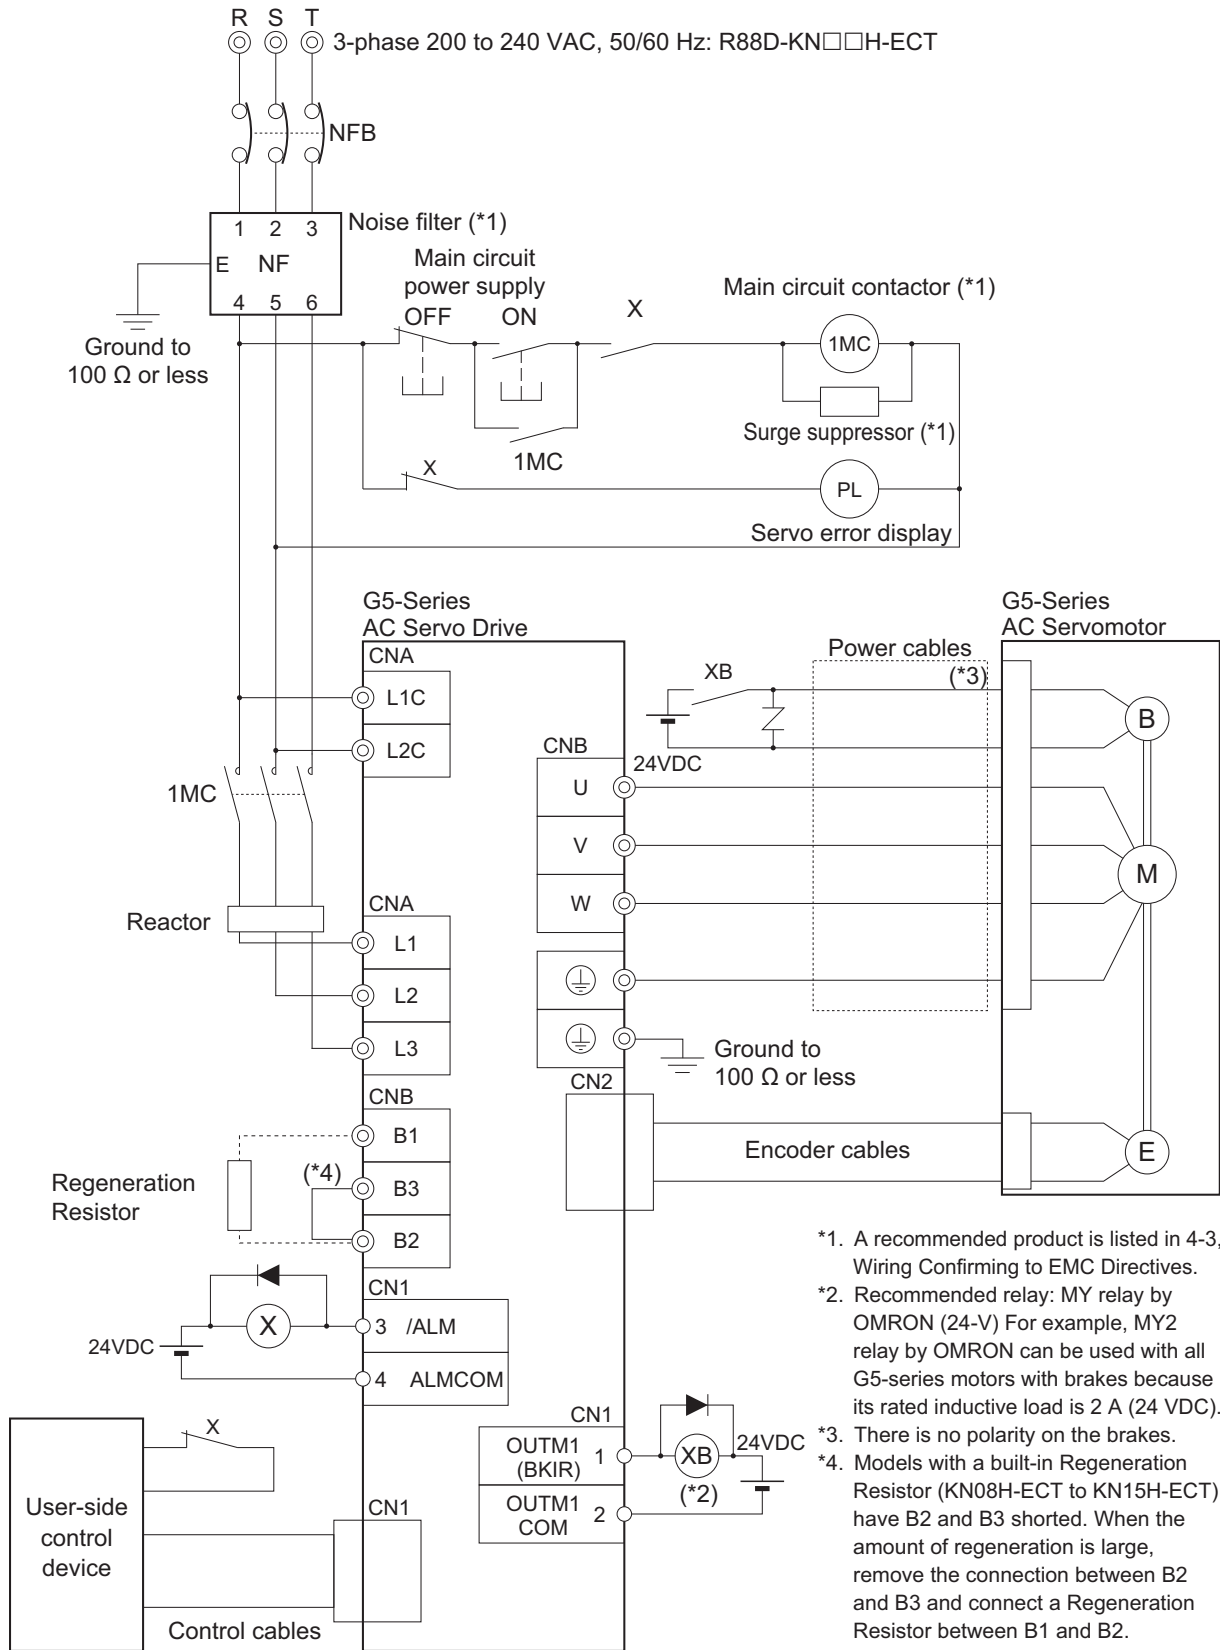 R S T
3-phase 200 to 240 VAC, 50/60 Hz: R88D-KN□□H-ECT
NFB
1 2 3
Noise filter (*1)
E NF
4 5 6
Ground to
100 Ω or less
Main circuit
power supply
OFF ON
X
Main circuit contactor (*1)
1MC
Surge suppressor (*1)
1MC
X
PL
Servo error display
G5-Series
AC Servo Drive
G5-Series
AC Servomotor
CNA
L1C
L2C
XB
24VDC
Power cables
(*3)
B
CNB
U
V
W
M
1MC
Reactor
CNA
L1
L2
L3
Ground to
100 Ω or less
CN2
Encoder cables
E
CNB
B1
B3
B2
(*4)
Regeneration
Resistor
CN1
X
24VDC
3 /ALM
4 ALMCOM
CN1
OUTM1
(BKIR) 1
OUTM1
COM 2
XB
(*2)
24VDC
X
User-side
control
device
CN1
Control cables
*1. A recommended product is listed in 4-3,
Wiring Confirming to EMC Directives.
*2. Recommended relay: MY relay by
OMRON (24-V) For example, MY2
relay by OMRON can be used with all
G5-series motors with brakes because
its rated inductive load is 2 A (24 VDC).
*3. There is no polarity on the brakes.
*4. Models with a built-in Regeneration
Resistor (KN08H-ECT to KN15H-ECT)
have B2 and B3 shorted. When the
amount of regeneration is large,
remove the connection between B2
and B3 and connect a Regeneration
Resistor between B1 and B2.